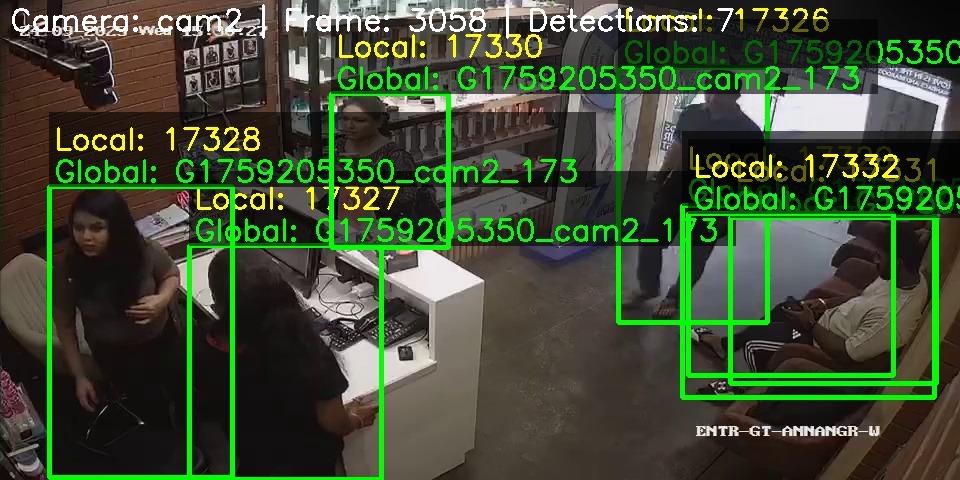 Camera: cam2 | Frame: 3058 | Detections: 7
Local: 17326
Local: 17330
Global: G1759205350
Global: G1759205350_cam2_173
Local: 17328
Global: G1759205350_cam2_173
Local: 17332
Global: G1759205
Local: 17327
Global: G1759205350_cam2_173
ENTR-GT-ANNANGR-W